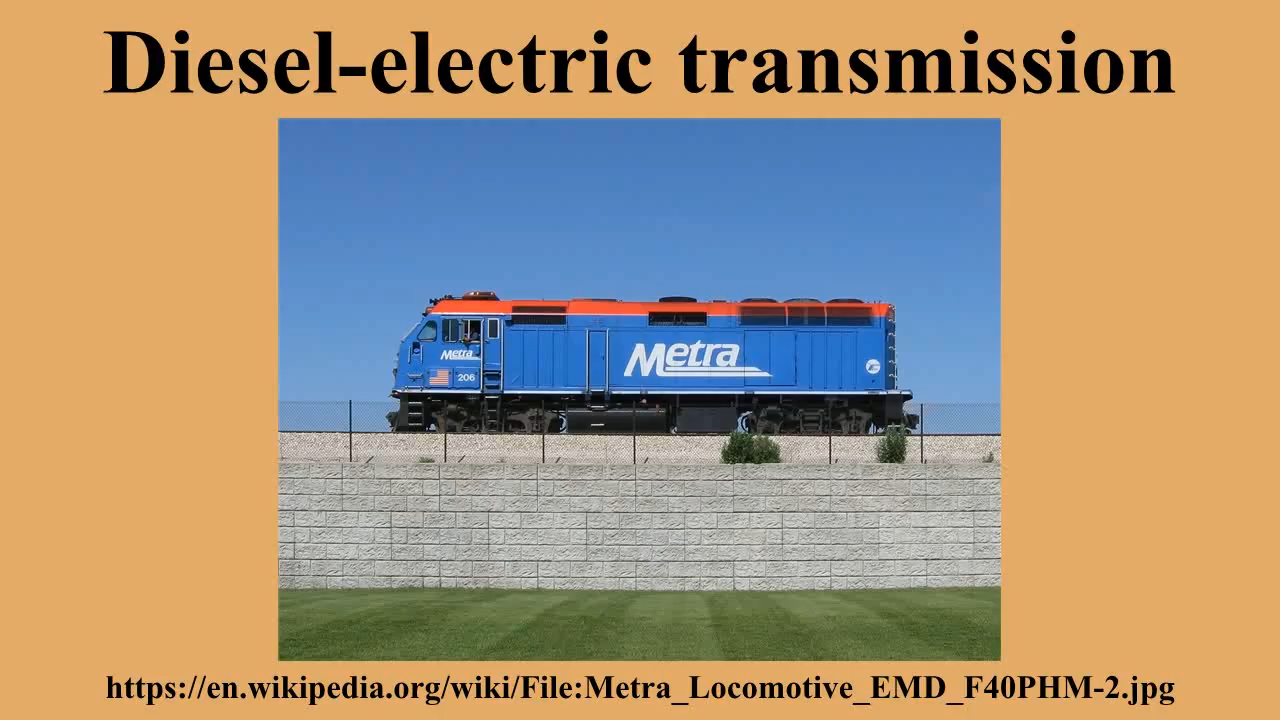 Diesel-electric transmission
Metra
Metra
206
https://en.wikipedia.org/wiki/File:Metra_Locomotive_EMD_F40PHM-2.jpg